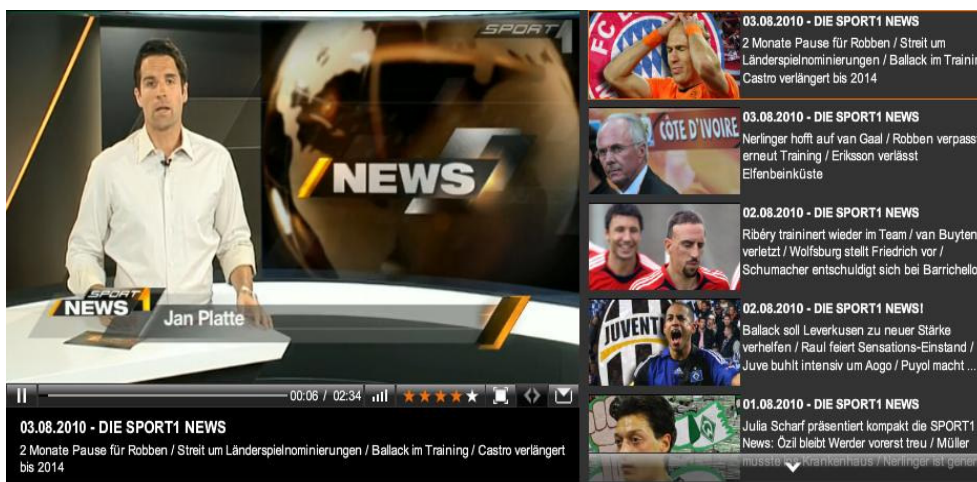 SPORT1
NEWS
SPORT1
NEWS
Jan Platte
00:06 / 02:34
03.08.2010 - DIE SPORT1 NEWS
2 Monate Pause für Robben / Streit um Länderspielnominierungen / Ballack im Training / Castro verlängert
bis 2014
FC B
03.08.2010 - DIE SPORT1 NEWS
2 Monate Pause für Robben / Streit um
Länderspielnominierungen / Ballack im Trainin
Castro verlängert bis 2014
CÔTE D'IVOIRE
03.08.2010 - DIE SPORT1 NEWS
Nerlinger hofft auf van Gaal / Robben verpass
erneut Training / Eriksson verlässt
Elfenbeinküste
02.08.2010 - DIE SPORT1 NEWS
Ribéry traininert wieder im Team / van Buyten
verletzt / Wolfsburg stellt Friedrich vor /
Schumacher entschuldigt sich bei Barrichello
JUVENT
02.08.2010 - DIE SPORT1 NEWS!
Ballack soll Leverkusen zu neuer Stärke
verhelfen / Raul feiert Sensations-Einstand /
Juve buhlt intensiv um Aogo / Puyol macht ...
01.08.2010 - DIE SPORT1 NEWS
Julia Scharf präsentiert kompakt die SPORT1
News: Özil bleibt Werder vorerst treu / Müller
musste ins Krankenhaus / Nerlinger ist gener